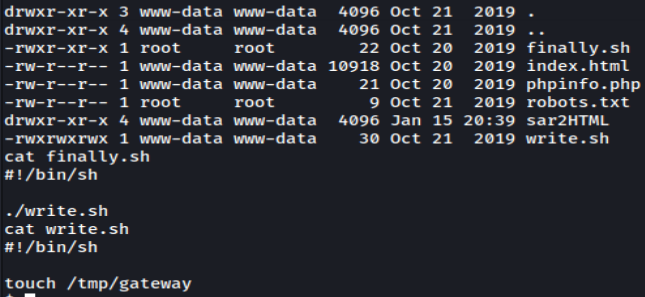 drwxr-xr-x 3 www-data www-data  4096 Oct 21  2019 .
drwxr-xr-x 4 www-data www-data  4096 Oct 21  2019 ..
-rwxr-xr-x 1 root     root        22 Oct 20  2019 finally.sh
-rw-r--r-- 1 www-data www-data 10918 Oct 20  2019 index.html
-rw-r--r-- 1 www-data www-data    21 Oct 20  2019 phpinfo.php
-rw-r--r-- 1 root     root         9 Oct 21  2019 robots.txt
drwxr-xr-x 4 www-data www-data  4096 Jan 15 20:39 sar2HTML
-rwxrwxrwx 1 www-data www-data    30 Oct 21  2019 write.sh
cat finally.sh
#!/bin/sh

./write.sh
cat write.sh
#!/bin/sh

touch /tmp/gateway